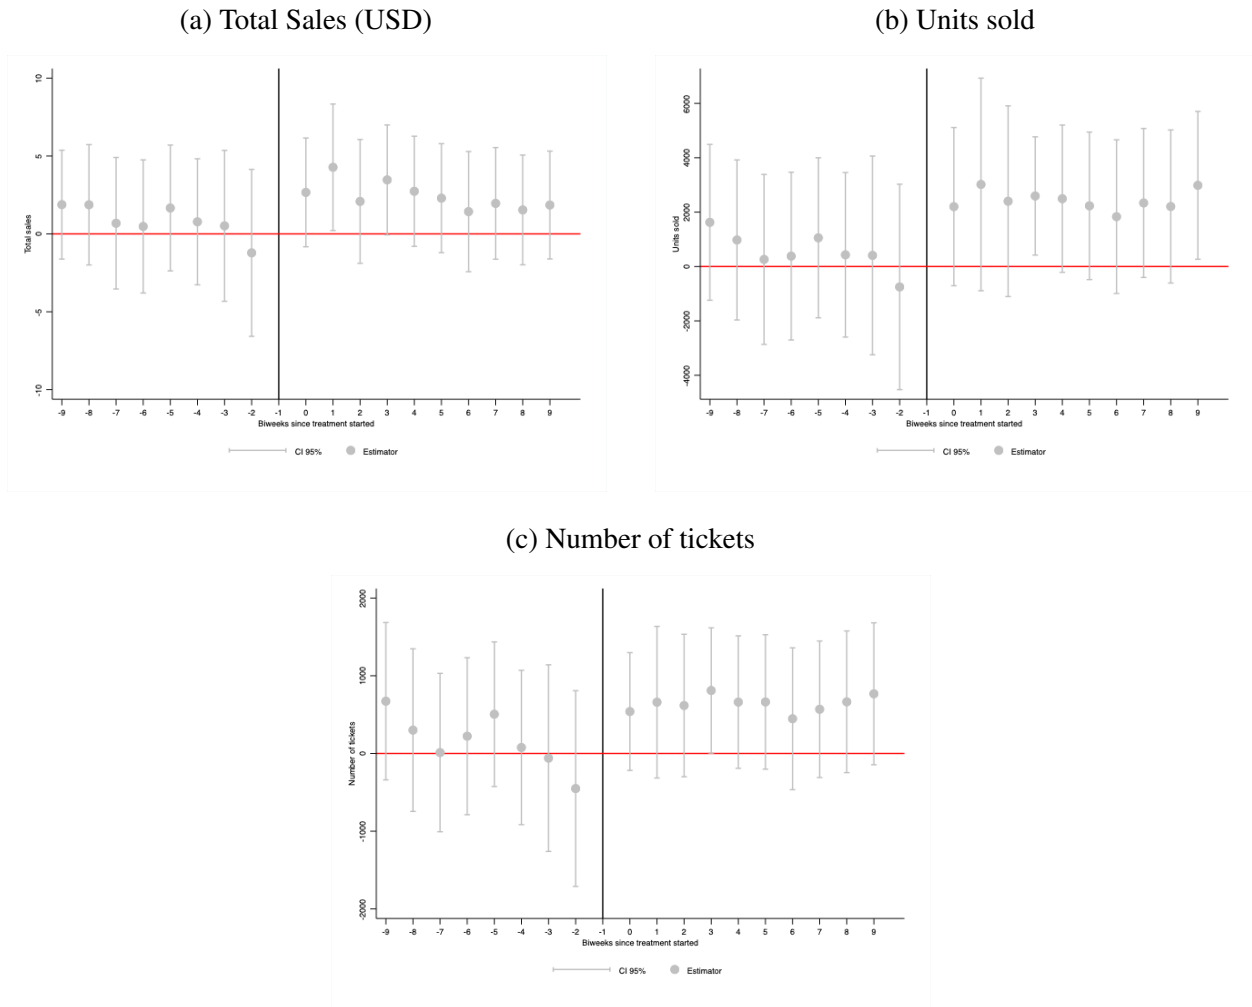 (a) Total Sales (USD)
Total sales
10
5
0
-5
-10
-9 -8 -7 -6 -5 -4 -3 -2 -1 0 1 2 3 4 5 6 7 8 9
Biweeks since treatment started
CI 95% Estimator
(b) Units sold
Units sold
6000
4000
2000
0
-2000
-4000
-9 -8 -7 -6 -5 -4 -3 -2 -1 0 1 2 3 4 5 6 7 8 9
Biweeks since treatment started
CI 95% Estimator
(c) Number of tickets
Number of tickets
2000
1000
0
-1000
-2000
-9 -8 -7 -6 -5 -4 -3 -2 -1 0 1 2 3 4 5 6 7 8 9
Biweeks since treatment started
CI 95% Estimator